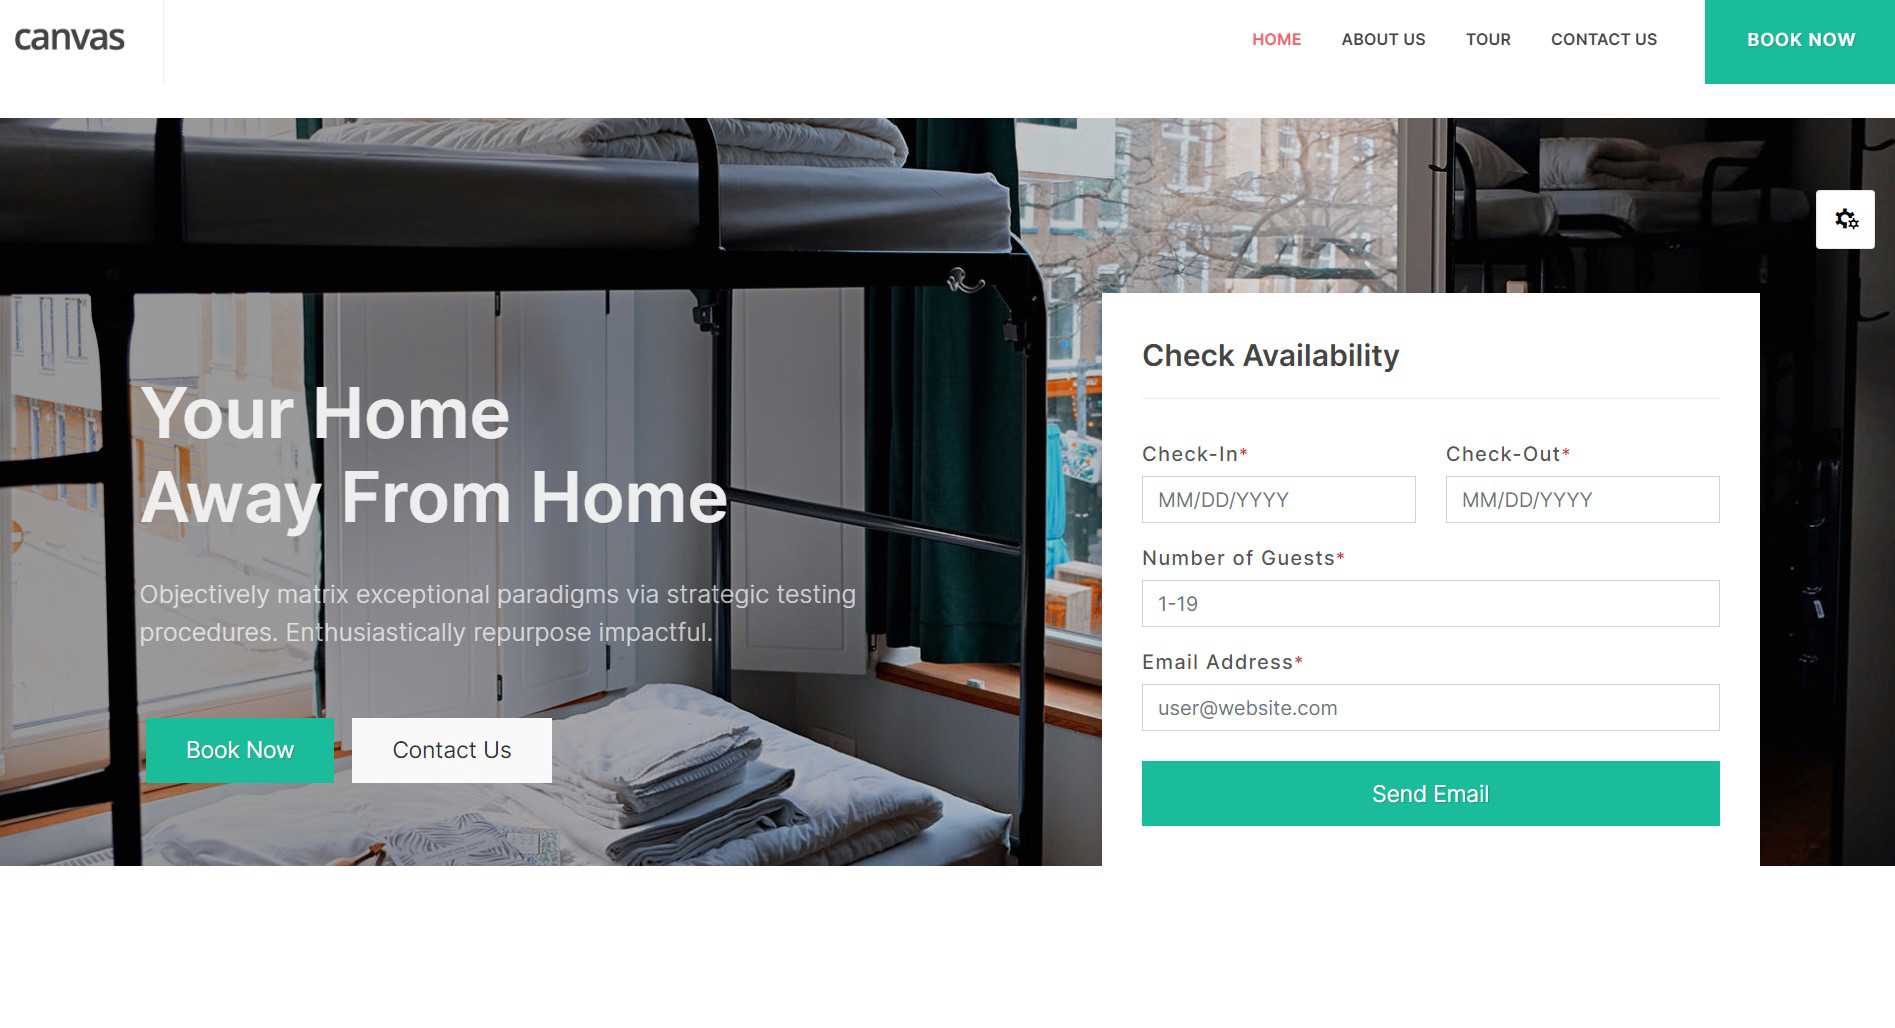 canvas
HOME
ABOUT US
TOUR
CONTACT US
BOOK NOW
Your Home
Away From Home
Objectively matrix exceptional paradigms via strategic testing
procedures. Enthusiastically repurpose impactful.
Book Now
Contact Us
Check Availability
Check-In*
Check-Out*
MM/DD/YYYY
MM/DD/YYYY
Number of Guests*
1-19
Email Address*
user@website.com
Send Email